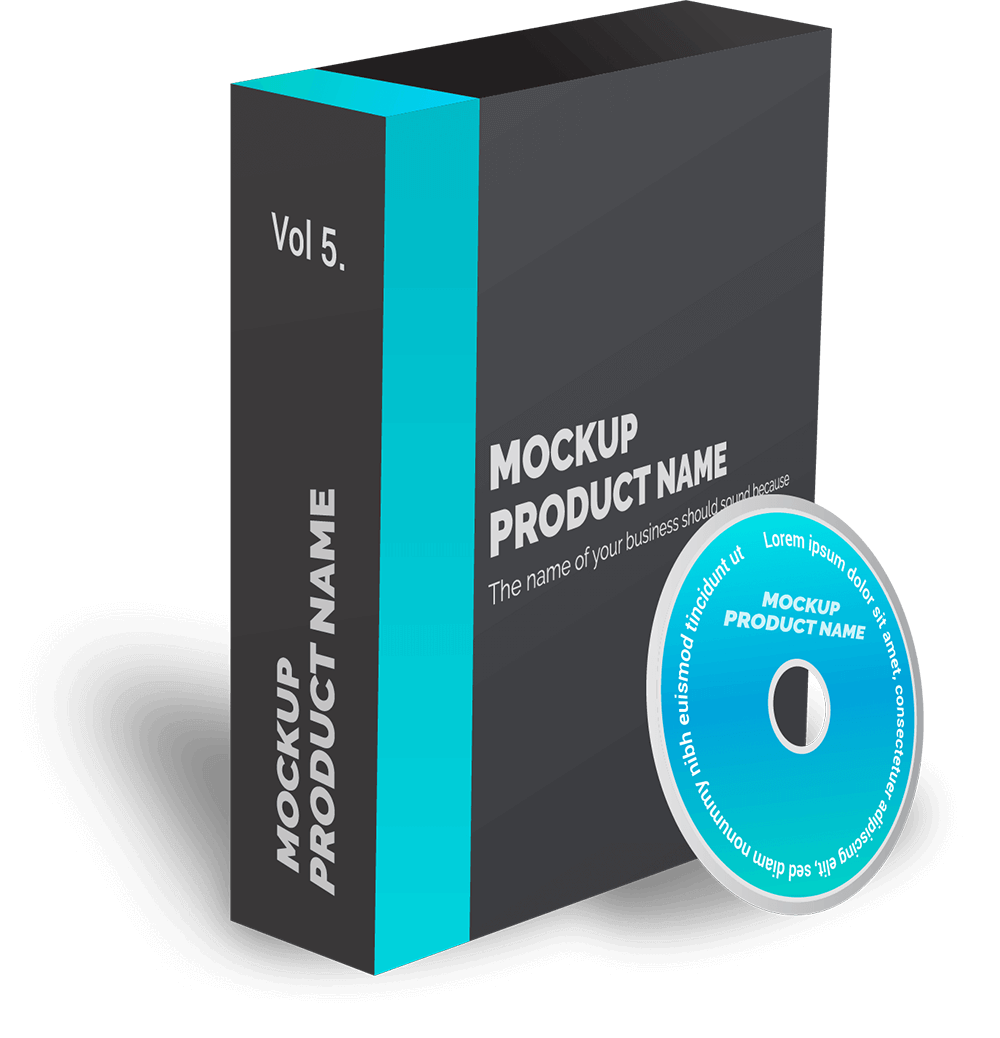 Vol 5.
MOCKUP
PRODUCT NAME
MOCKUP
PRODUCT NAME
The name of your business should sound because
MOCKUP
PRODUCT NAME
Lorem ipsum dolor sit amet, consectetuer adipiscing elit, sed diam nonummy nibh euismod tincidunt ut